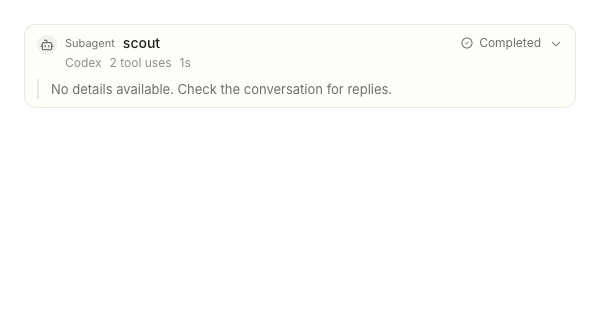 Subagent scout Completed
Codex 2 tool uses 1s
No details available. Check the conversation for replies.